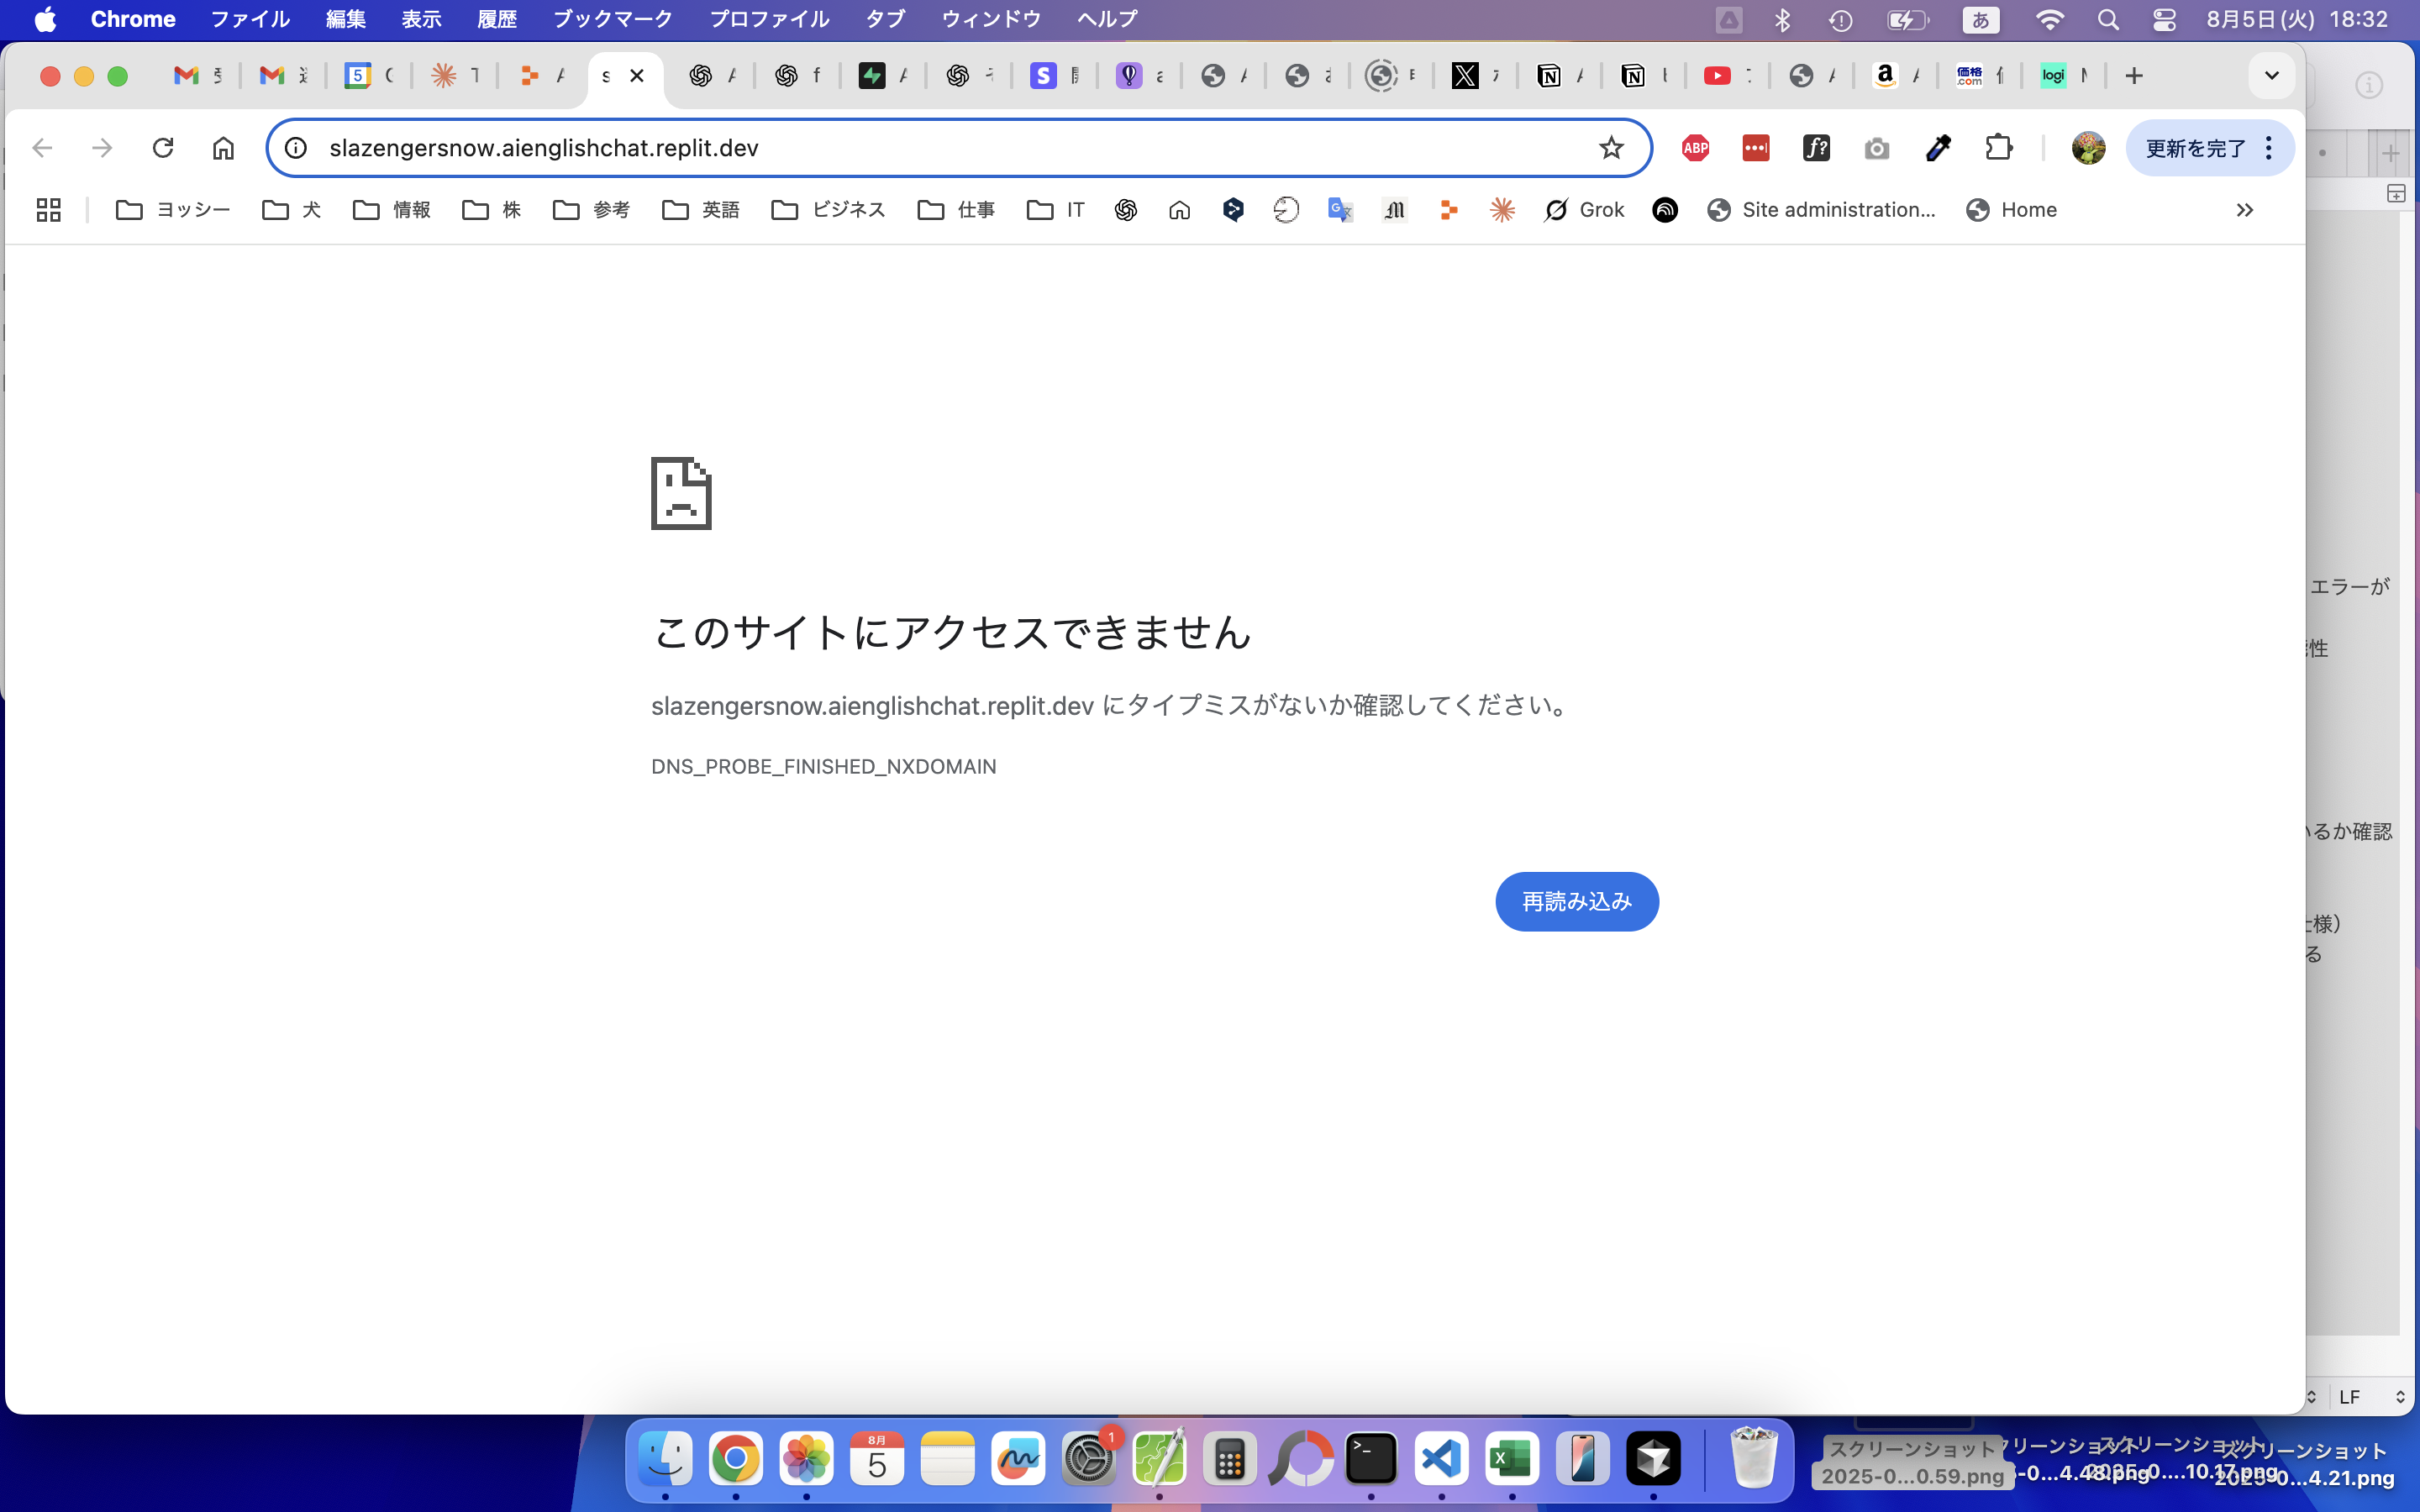 Chrome ファイル 編集 表示 履歴 ブックマーク プロファイル タブ ウィンドウ ヘルプ あ 8月5日(火) 18:32
slazengersnow.aienglishchat.replit.dev
ABP
f?
更新を完了
ヨッシー 犬 情報 株 参考 英語 ビジネス 仕事 IT Grok Site administration... Home
このサイトにアクセスできません
slazengersnow.aienglishchat.replit.dev にタイプミスがないか確認してください。
DNS_PROBE_FINISHED_NXDOMAIN
再読み込み
エラーが
性
いるか確認
仕様)
る
LF
8月
5
1
スクリーンショット
2025-0...0.59.png
クリーンショット
-0...4.48.png
スクリーンショット
2025-0....10.17.png
スクリーンショット
2025-0...4.21.png